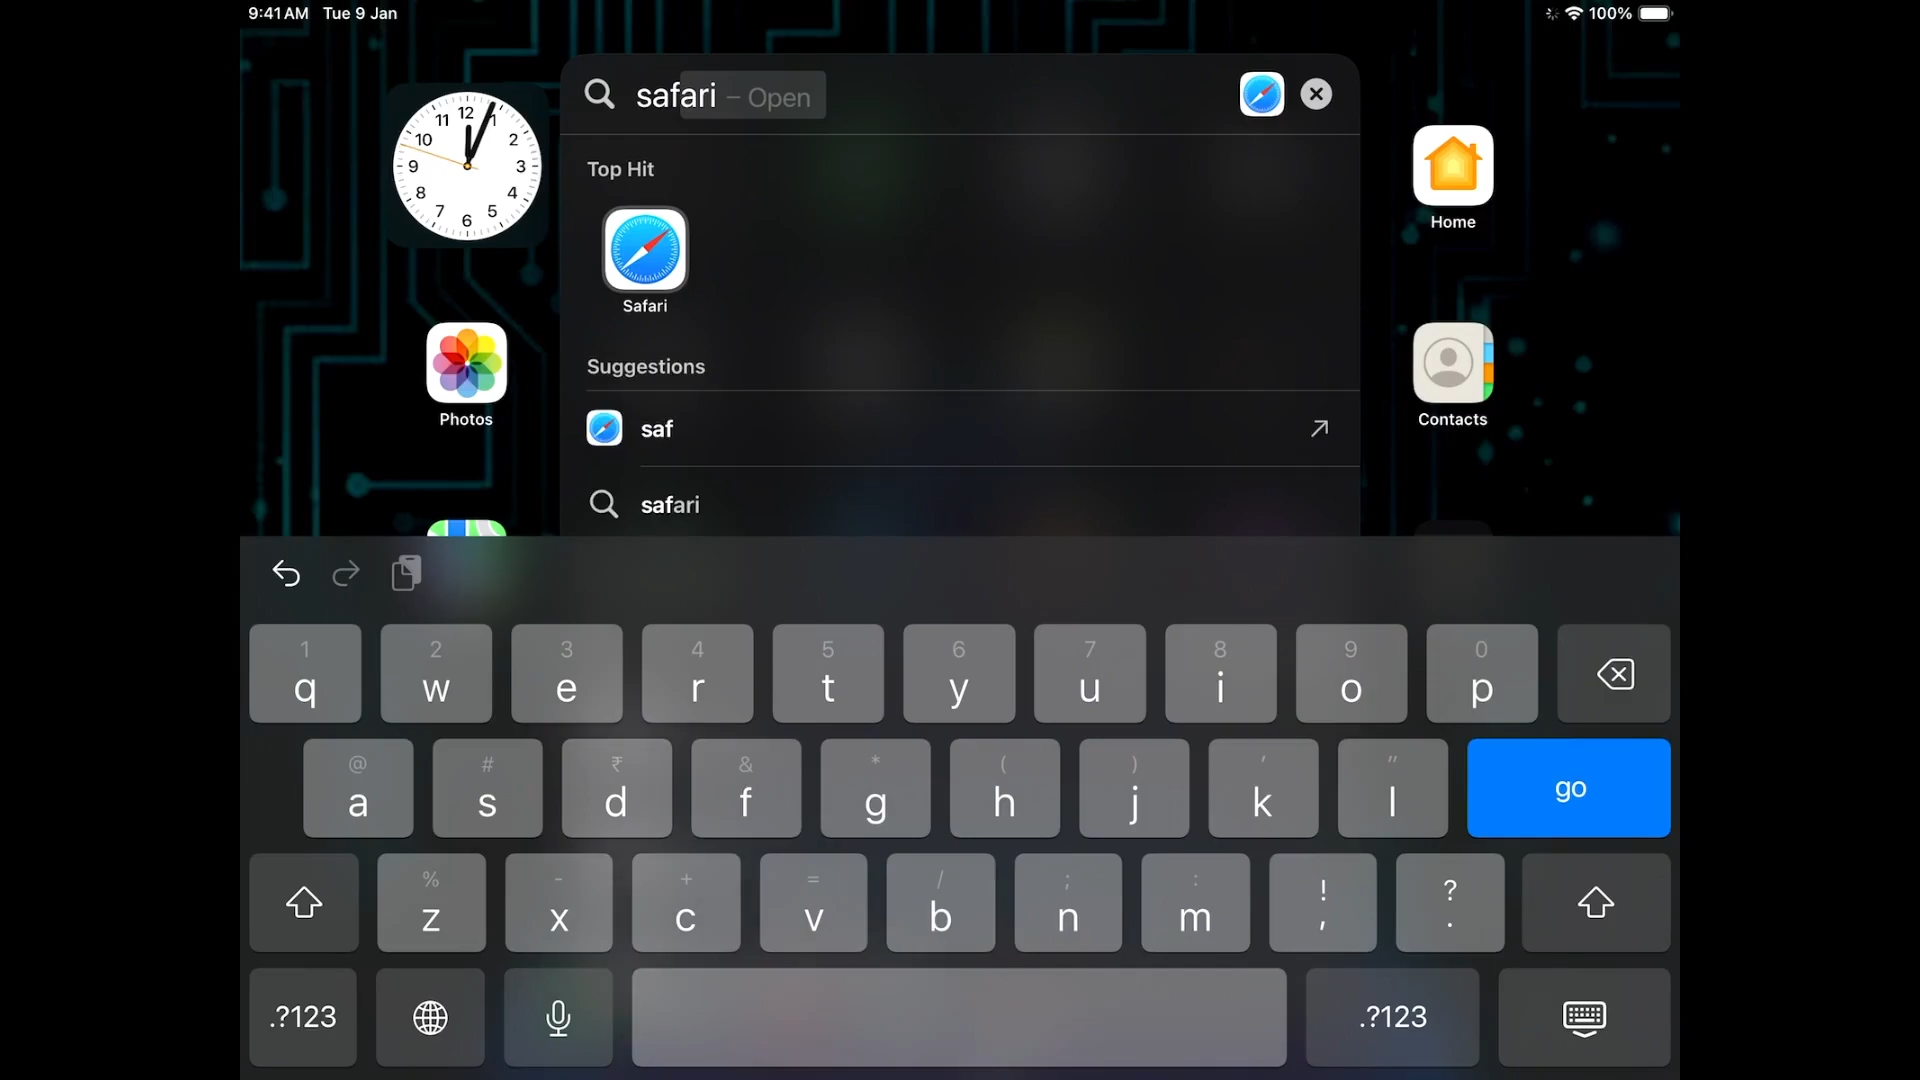 9:41 AM Tue 9 Jan
100%
safari – Open
12
1
2
3
4
5
6
7
8
9
10
11
Top Hit
Safari
Home
Suggestions
Photos
Contacts
saf
safari
1 2 3 4 5 6 7 8 9 0
q w e r t y u i o p
@ # ₹ & * ( ) ' "
a s d f g h j k l go
% - + = / ; : ! ?
z x c v b n m , .
.?123 .?123